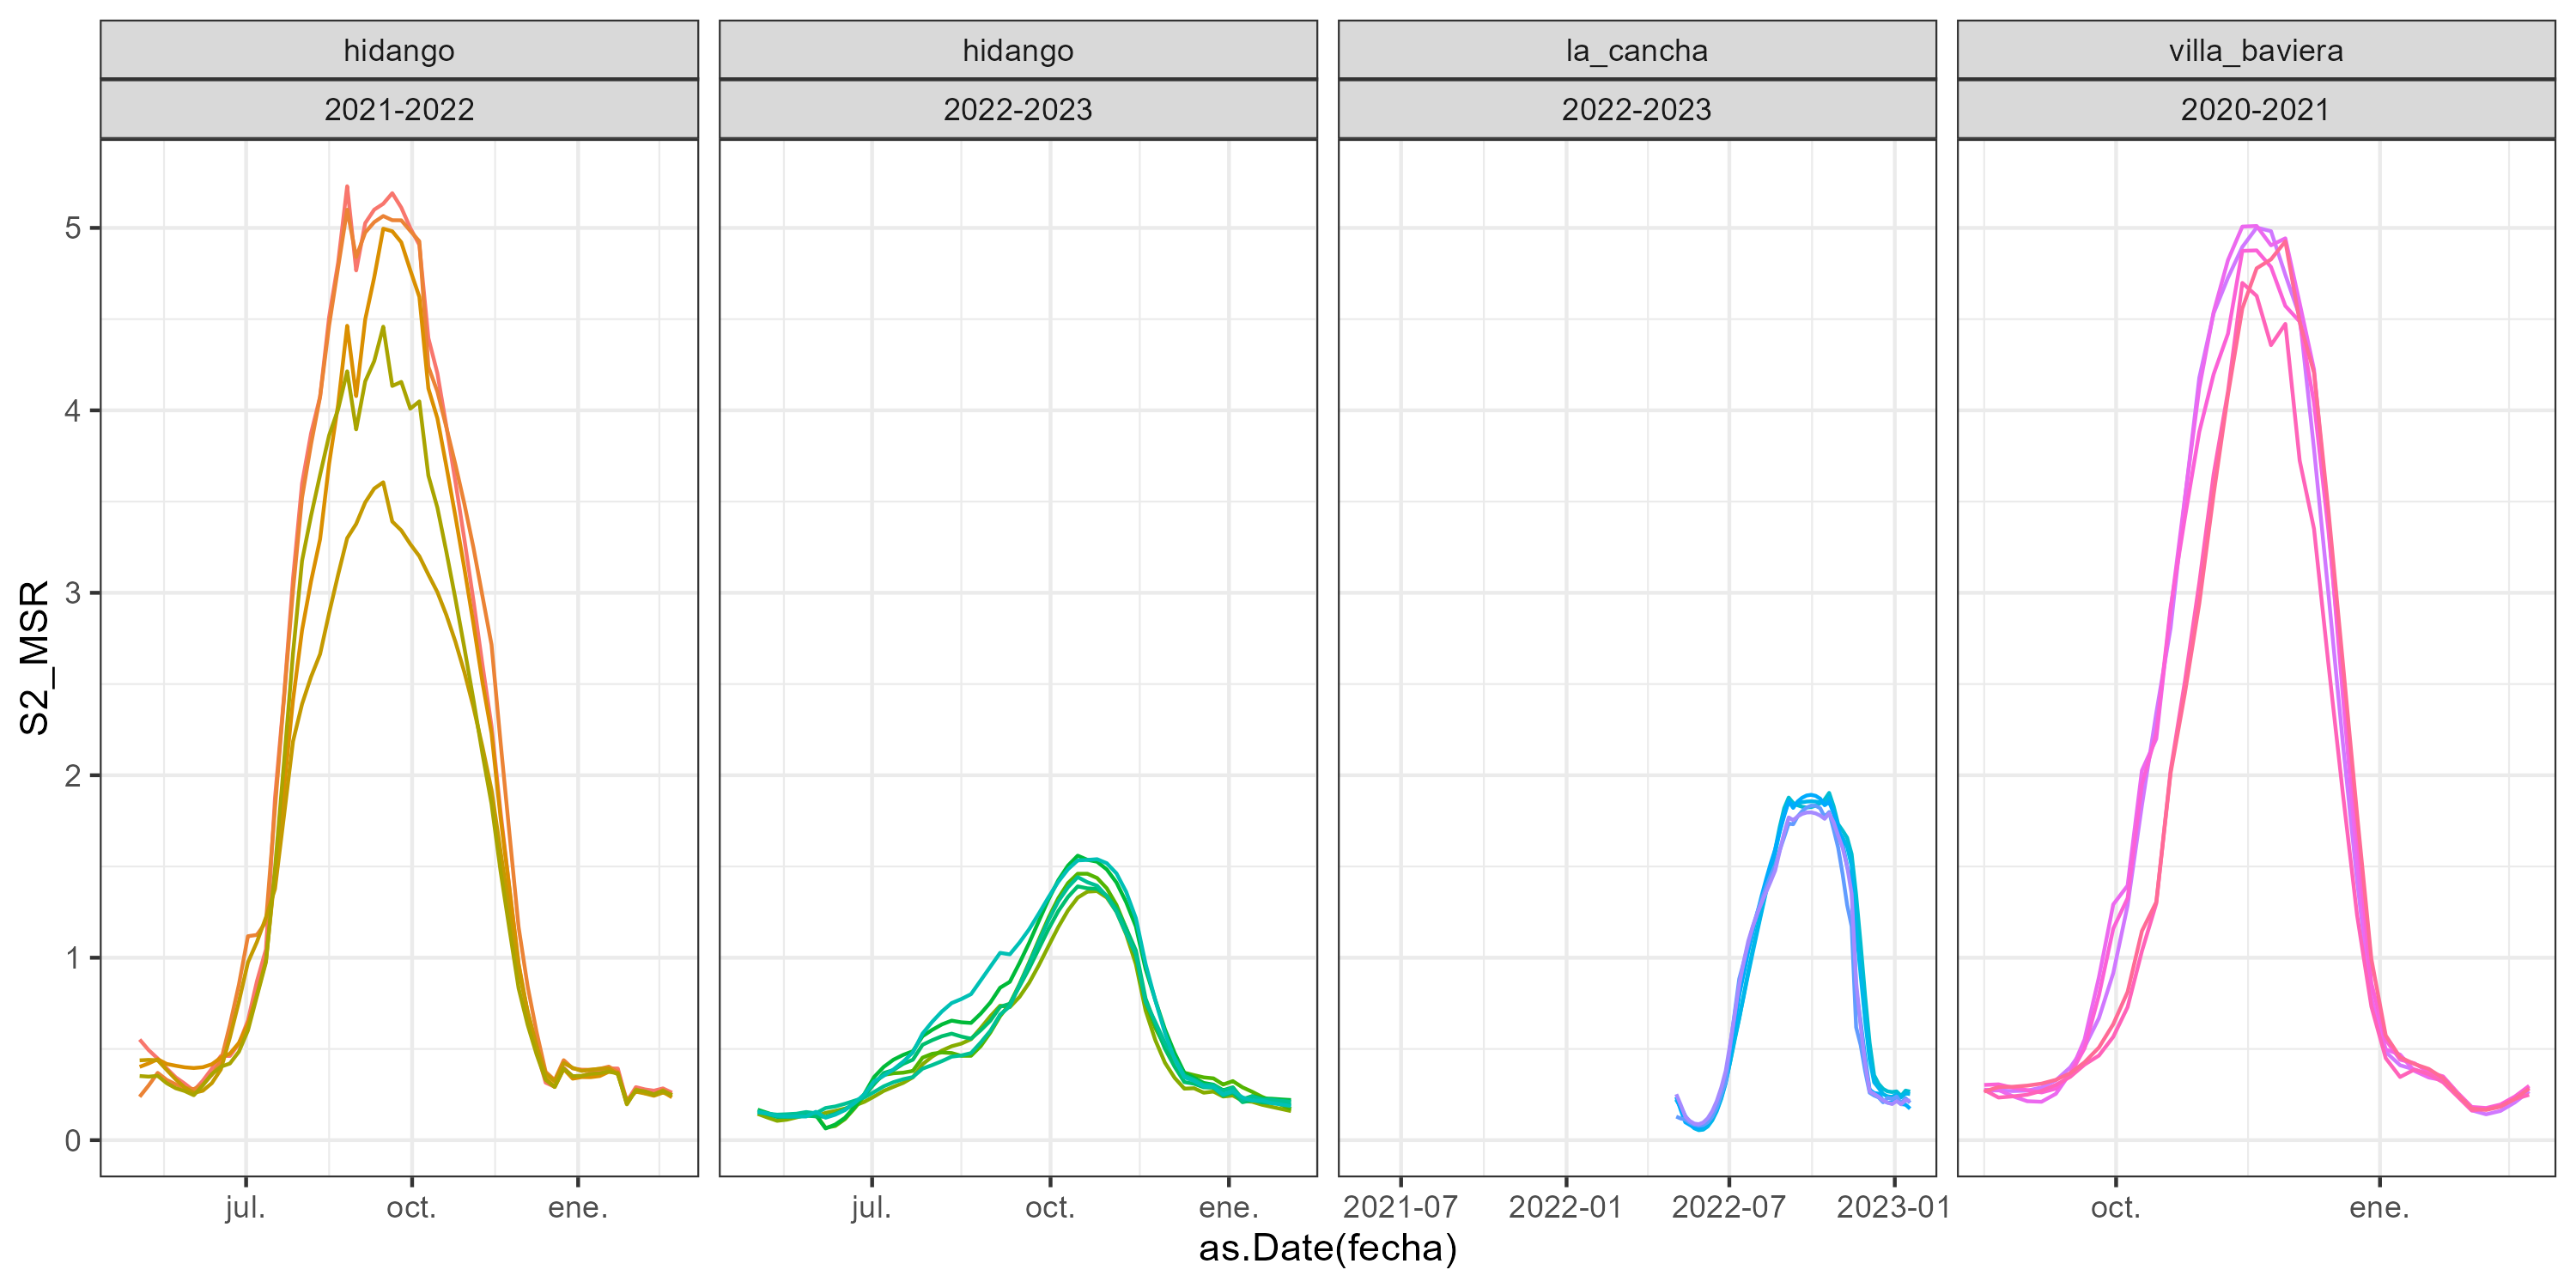 hidango
hidango
la_cancha
villa_baviera
2021-2022
2022-2023
2022-2023
2020-2021
5
4
3
2
1
0
S2_MSR
jul. oct. ene.
jul. oct. ene.
2021-07 2022-01 2022-07 2023-01
oct. ene.
as.Date(fecha)